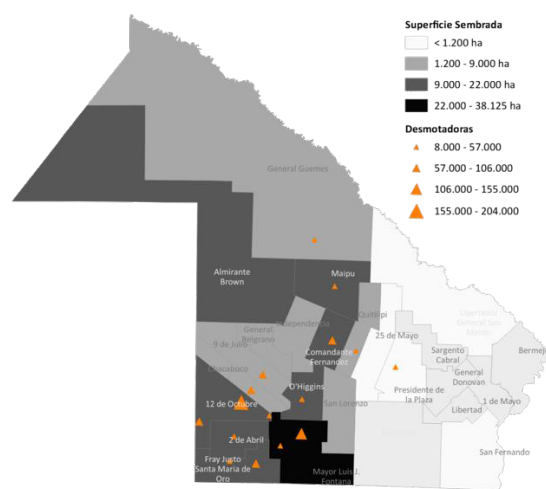 Superficie Sembrada
< 1.200 ha
1.200 - 9.000 ha
9.000 - 22.000 ha
22.000 - 38.125 ha
Desmotadoras
8.000 - 57.000
57.000 - 106.000
106.000 - 155.000
155.000 - 204.000
General Guemes
Almirante
Brown
Maipu
Quitilipi
Independencia
General
Belgrano
25 de Mayo
9 de Julio
Comandante
Fernandez
Sargento
Cabral
Bermejo
Chacabuco
General
Donovan
O'Higgins
Presidente de
la Plaza
12 de Octubre
San Lorenzo
1 de Mayo
Libertad
2 de Abril
San Fernando
Fray Justo
Santa Maria de
Oro
Mayor Luis J.
Fontana